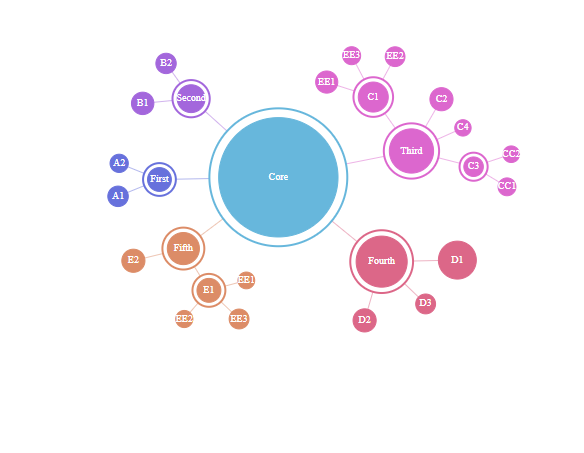 EE3
EE2
B2
EE1
Second
C1
C2
B1
C4
Third
CC2
A2
C3
First
Core
CC1
A1
Fifth
E2
Fourth
D1
EE1
E1
D3
EE2
EE3
D2